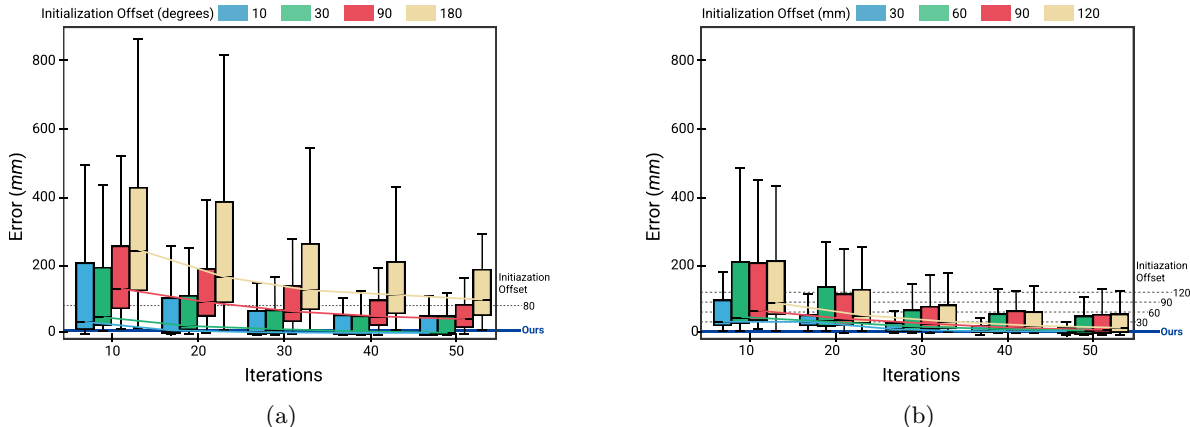 Initialization Offset (degrees) 10 30 90 180
800
600
400
200
0
Error (mm)
Initiazation
Offset
80
Ours
10 20 30 40 50
Iterations
(a)
Initialization Offset (mm) 30 60 90 120
800
600
400
200
0
Error (mm)
Initiazation
Offset
120
90
60
30
Ours
10 20 30 40 50
Iterations
(b)